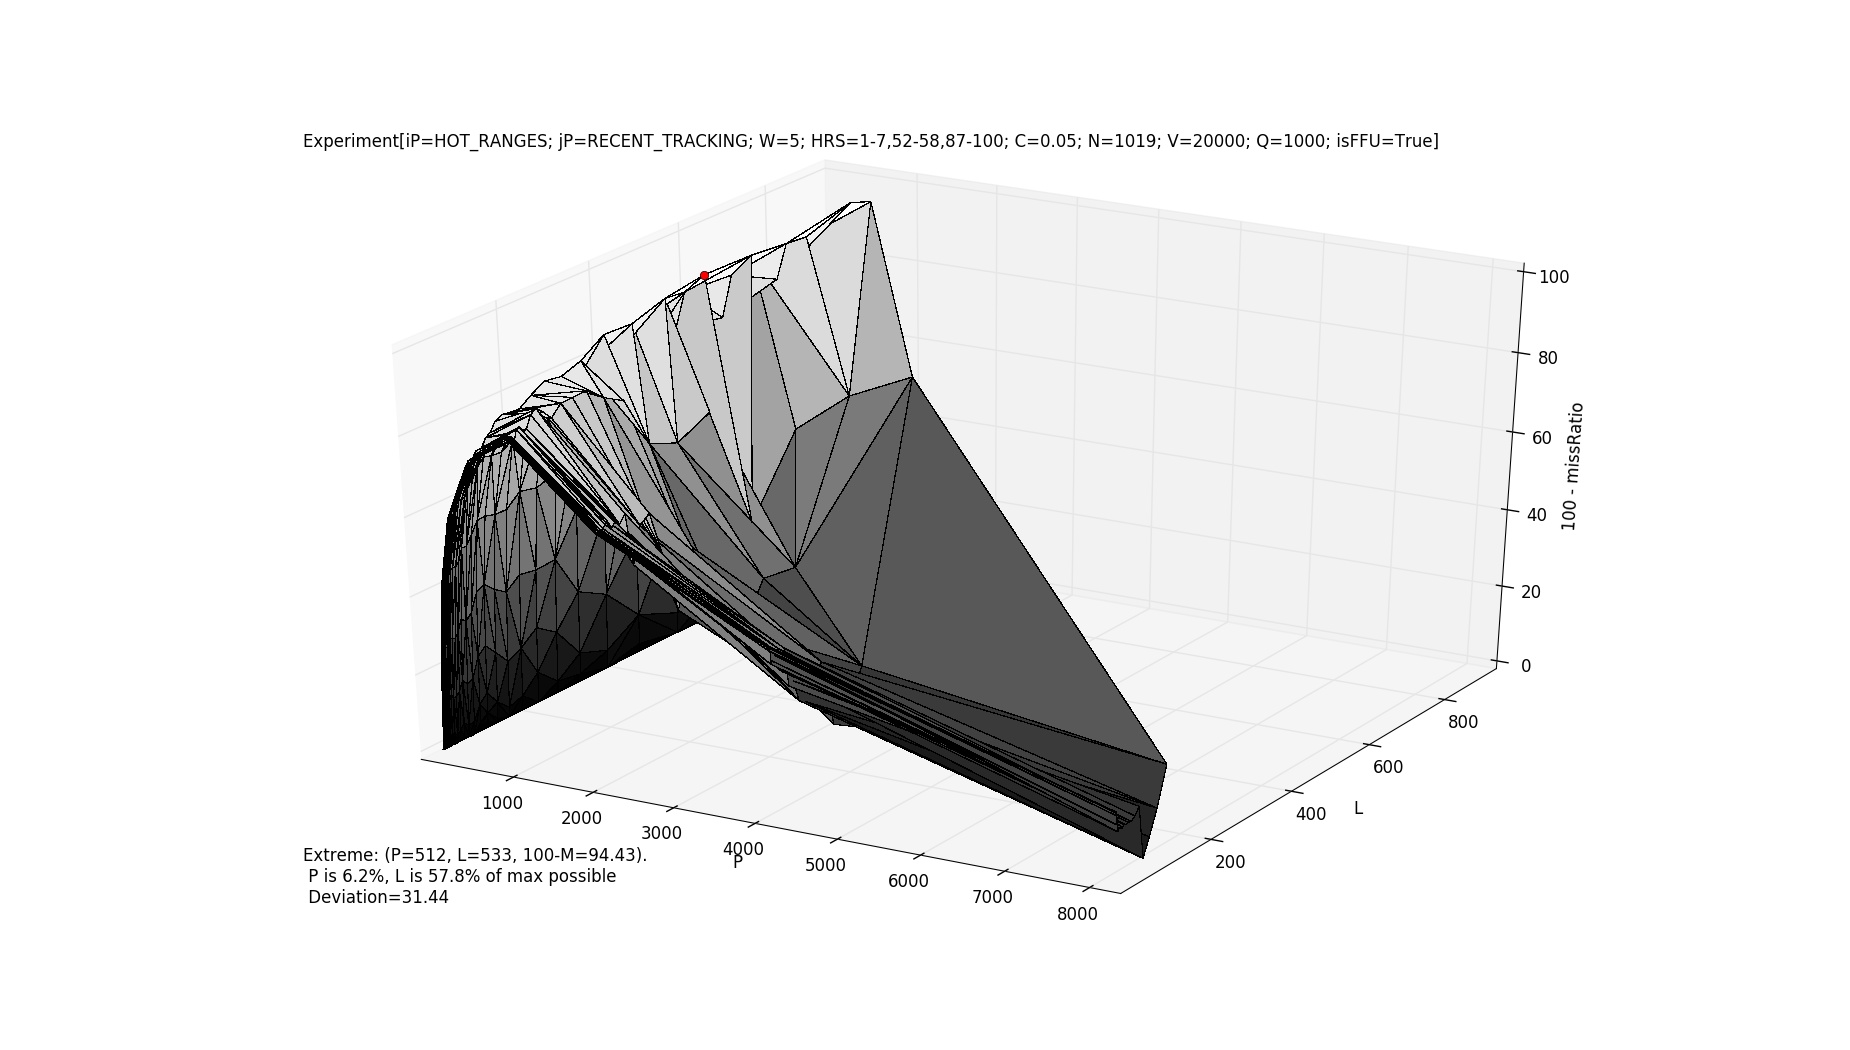 Experiment[iP=HOT_RANGES; jP=RECENT_TRACKING; W=5; HRS=1-7,52-58,87-100; C=0.05; N=1019; V=20000; Q=1000; isFFU=True]
100
80
60
40
20
0
100 - missRatio
800
600
400
200
L
1000
2000
3000
4000
5000
6000
7000
8000
P
Extreme: (P=512, L=533, 100-M=94.43).
P is 6.2%, L is 57.8% of max possible
Deviation=31.44